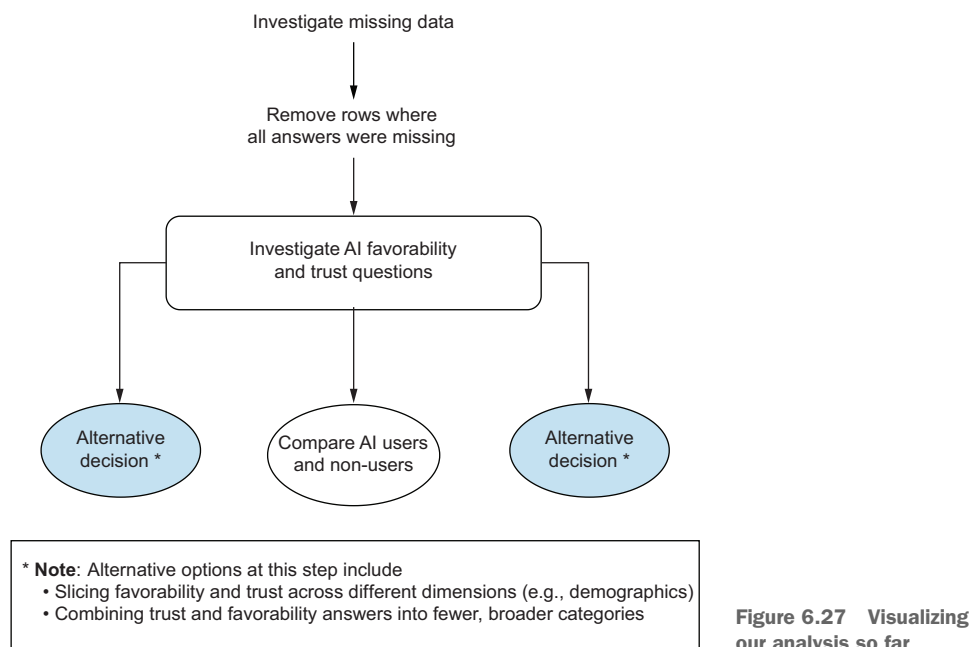 Investigate missing data
Remove rows where
all answers were missing
Investigate AI favorability
and trust questions
Alternative
decision *
Compare AI users
and non-users
Alternative
decision *
* Note: Alternative options at this step include
• Slicing favorability and trust across different dimensions (e.g., demographics)
• Combining trust and favorability answers into fewer, broader categories
Figure 6.27 Visualizing
our analysis so far